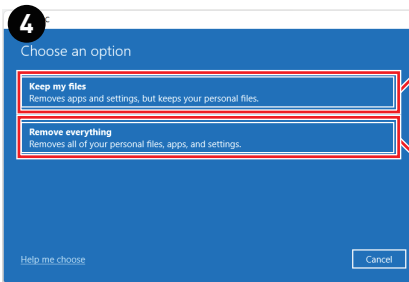 4
Choose an option
Keep my files
Removes apps and settings, but keeps your personal files.
Remove everything
Removes all of your personal files, apps, and settings.
Help me choose
Cancel